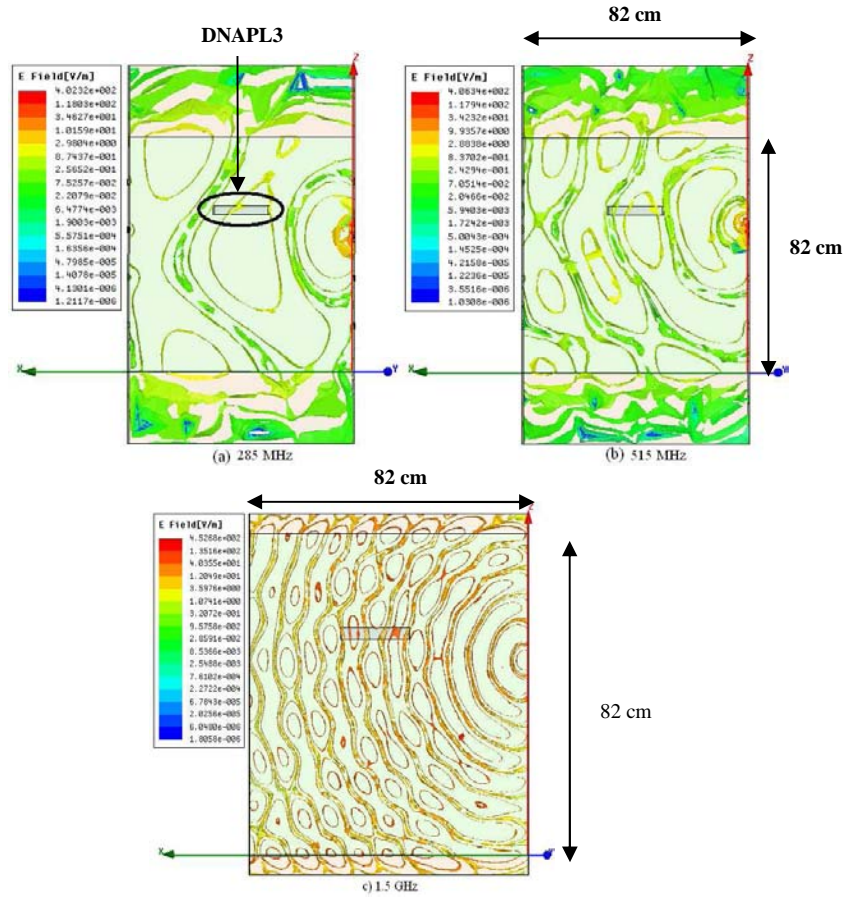 82 cm
DNAPL3
E Field[V/m]
4.0232e+002
1.1803e+002
3.4627e+001
1.0159e+001
2.9804e+000
8.7437e-001
2.5652e-001
7.5257e-002
2.2079e-002
6.4774e-003
1.9003e-003
5.5751e-004
1.6356e-004
4.7985e-005
1.4078e-005
4.1301e-006
1.2117e-006
Z
X
Y
(a) 285 MHz
E Field[V/m]
4.0634e+002
1.1794e+002
3.4232e+001
9.9357e+000
2.8838e+000
8.3702e-001
2.4294e-001
7.0514e-002
2.0466e-002
5.9403e-003
1.7242e-003
5.0043e-004
1.4525e-004
4.2158e-005
1.2236e-005
3.5516e-006
1.0308e-006
Z
82 cm
X
(b) 515 MHz
82 cm
E Field[V/m]
4.5268e+002
1.3516e+002
4.0355e+001
1.2049e+001
3.5976e+000
1.0741e+000
3.2072e-001
9.5758e-002
2.8591e-002
8.5366e-003
2.5488e-003
7.6102e-004
2.2722e-004
6.7843e-005
2.0256e-005
6.0480e-006
1.8058e-006
Z
82 cm
X
c) 1.5 GHz